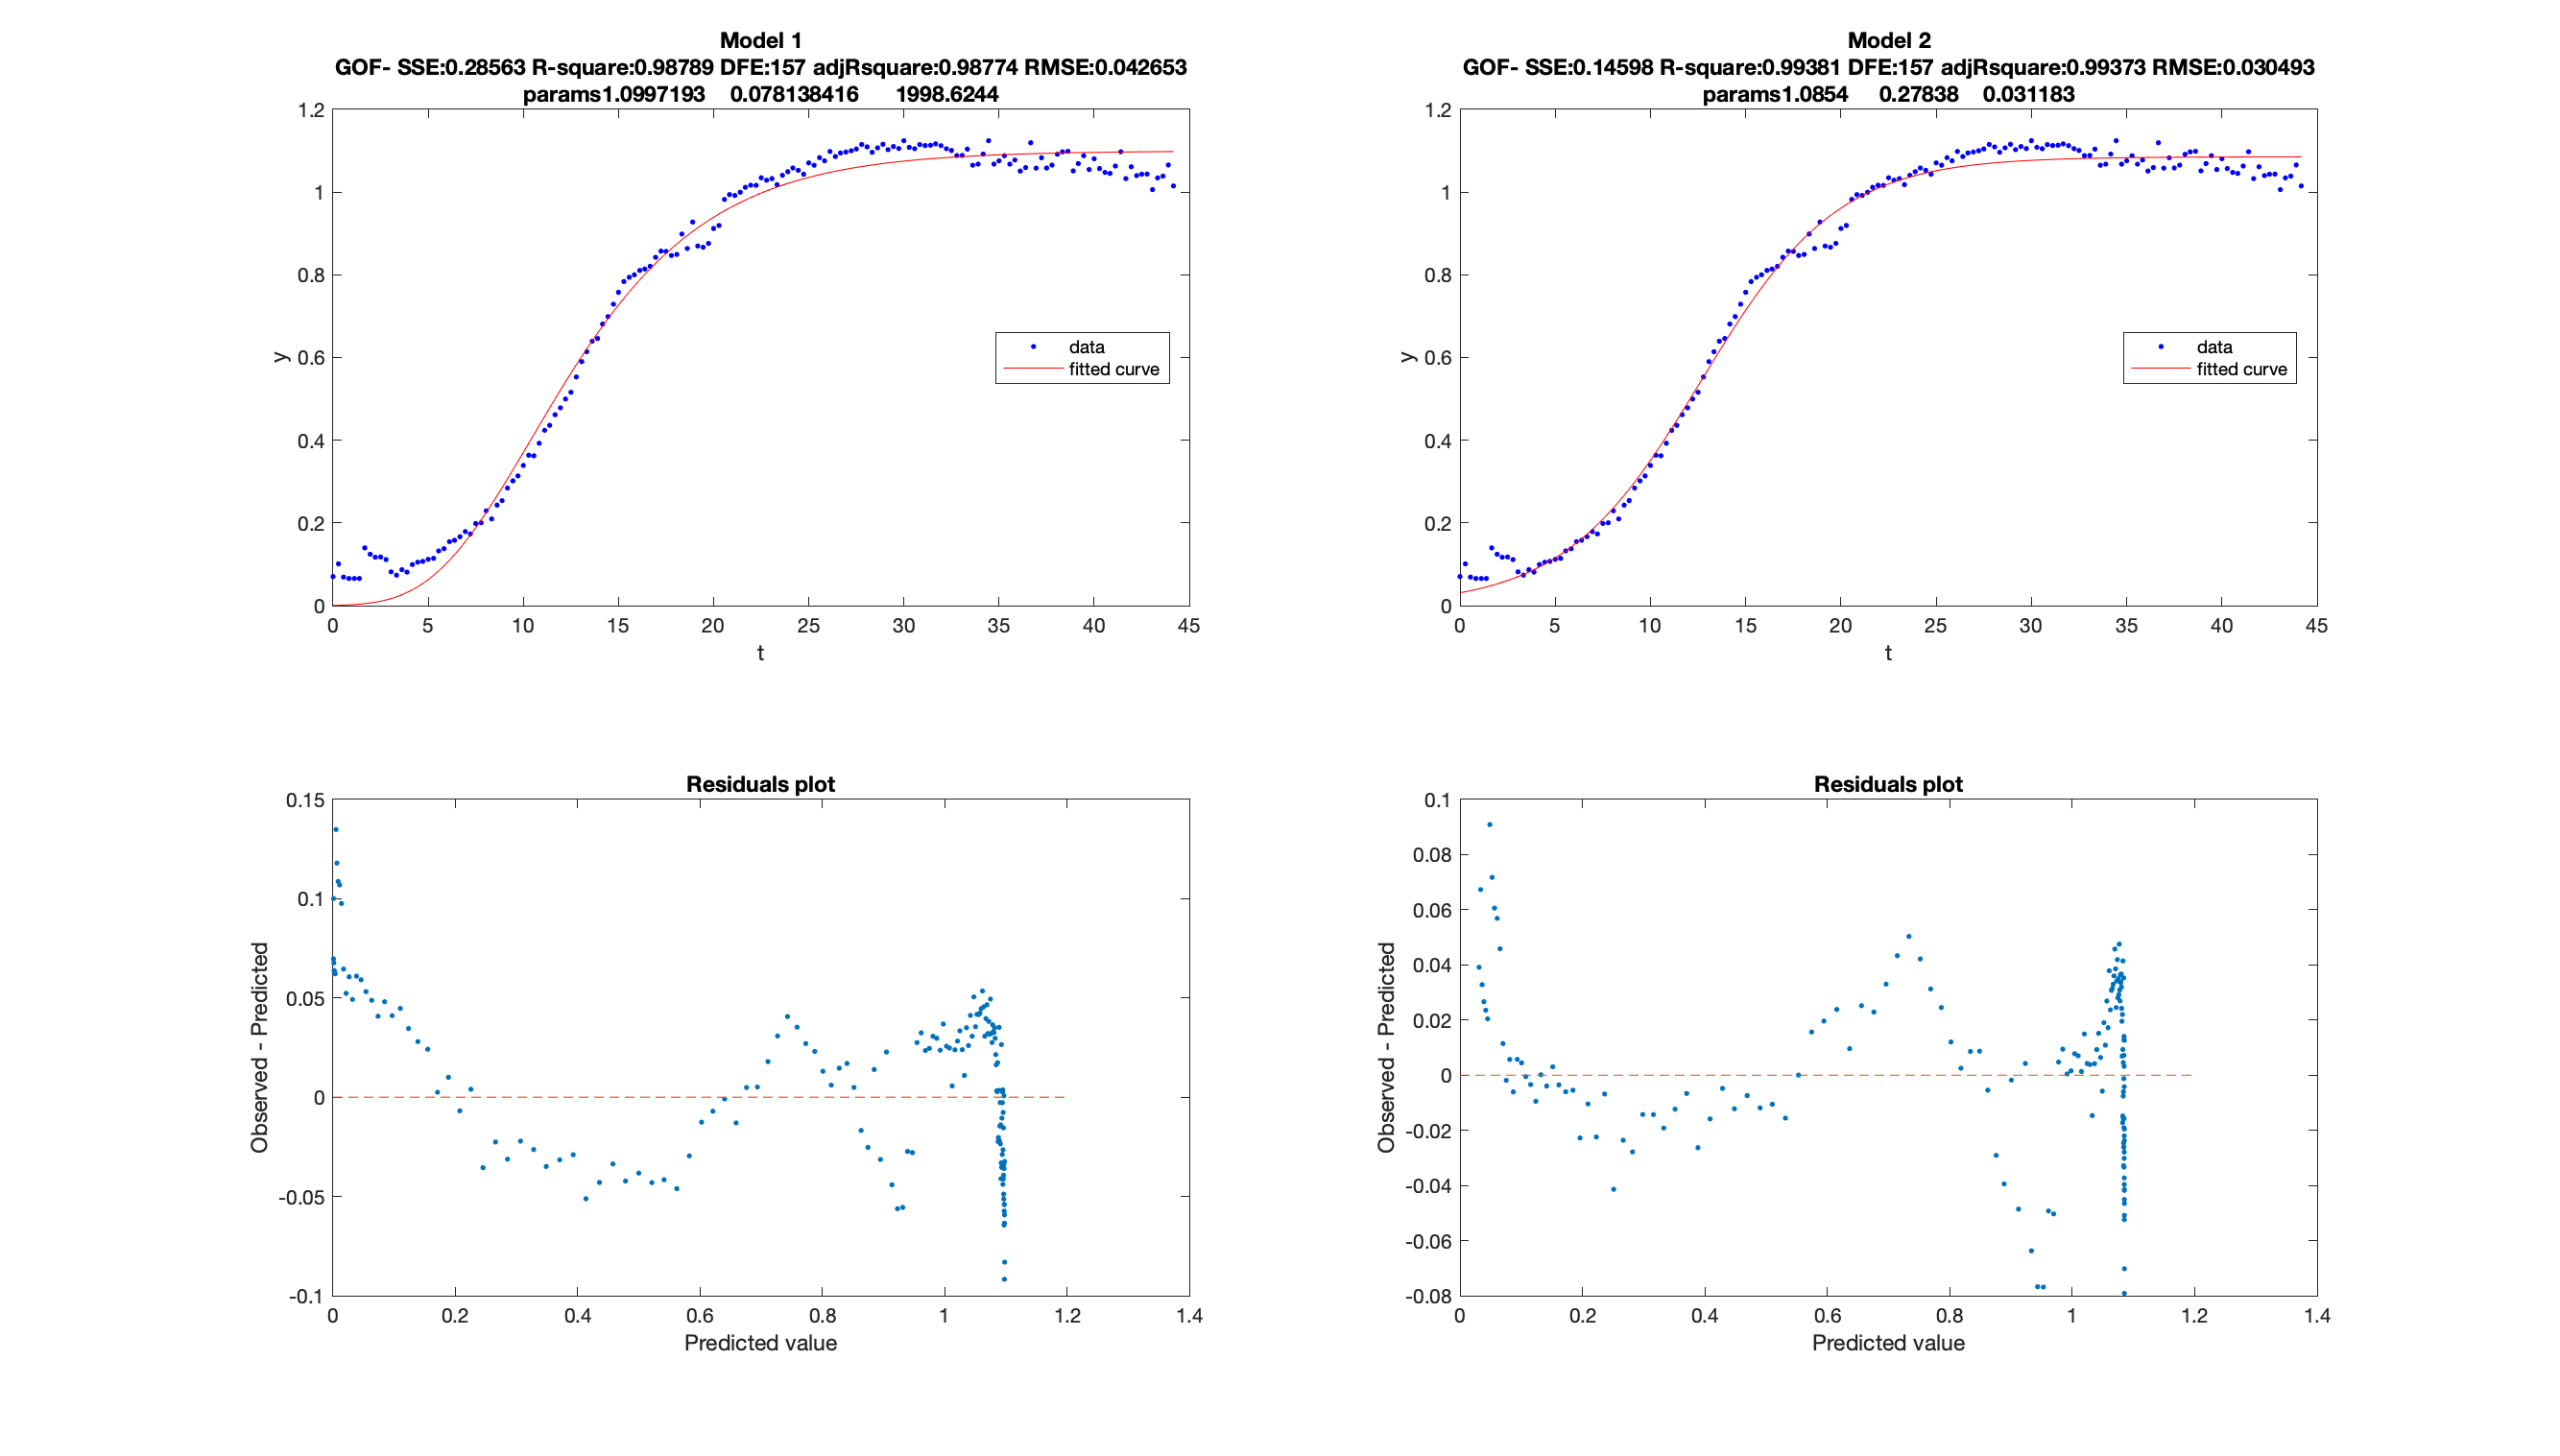 Model 1
GOF- SSE:0.28563 R-square:0.98789 DFE:157 adjRsquare:0.98774 RMSE:0.042653
params1.0997193 0.078138416 1998.6244
1.2
1
0.8
0.6
0.4
0.2
0
y
data
fitted curve
0 5 10 15 20 25 30 35 40 45
t
Model 2
GOF- SSE:0.14598 R-square:0.99381 DFE:157 adjRsquare:0.99373 RMSE:0.030493
params1.0854 0.27838 0.031183
1.2
1
0.8
0.6
0.4
0.2
0
y
data
fitted curve
0 5 10 15 20 25 30 35 40 45
t
Residuals plot
0.15
0.1
0.05
0
-0.05
-0.1
Observed - Predicted
0 0.2 0.4 0.6 0.8 1 1.2 1.4
Predicted value
Residuals plot
0.1
0.08
0.06
0.04
0.02
0
-0.02
-0.04
-0.06
-0.08
Observed - Predicted
0 0.2 0.4 0.6 0.8 1 1.2 1.4
Predicted value